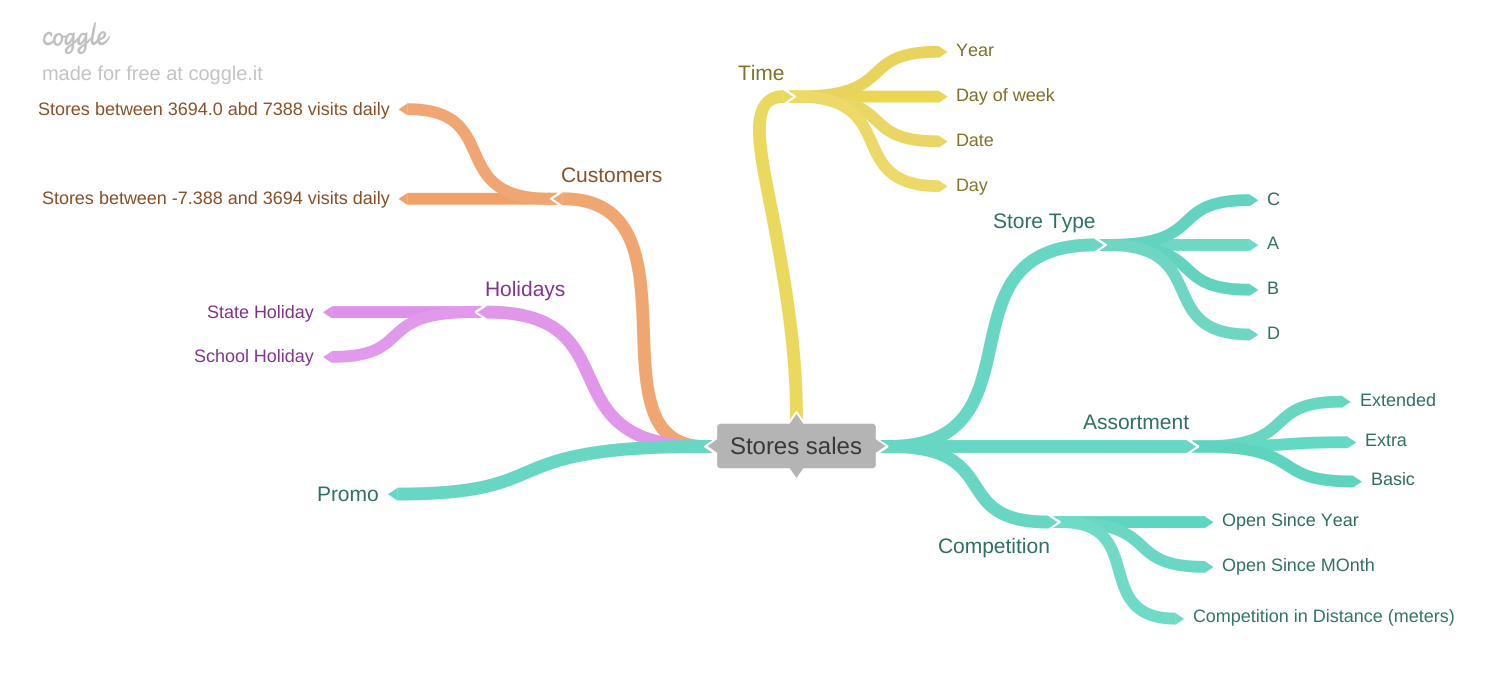 coggle
made for free at coggle.it
Stores between 3694.0 abd 7388 visits daily
Stores between -7.388 and 3694 visits daily
Customers
Holidays
State Holiday
School Holiday
Promo
Stores sales
Time
Year
Day of week
Date
Day
Store Type
C
A
B
D
Assortment
Extended
Extra
Basic
Competition
Open Since Year
Open Since MOnth
Competition in Distance (meters)